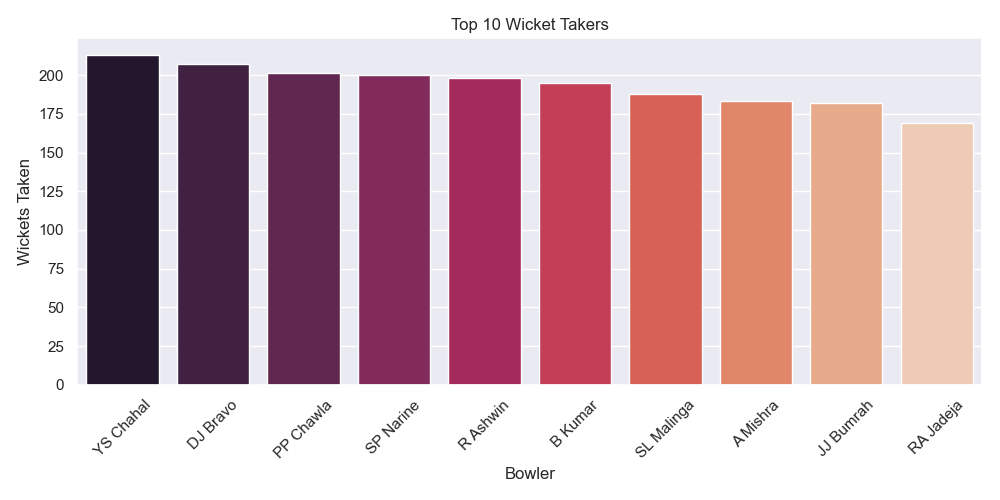 Top 10 Wicket Takers
Wickets Taken
200
175
150
125
100
75
50
25
0
YS Chahal
DJ Bravo
PP Chawla
SP Narine
R Ashwin
B Kumar
SL Malinga
A Mishra
JJ Bumrah
RA Jadeja
Bowler